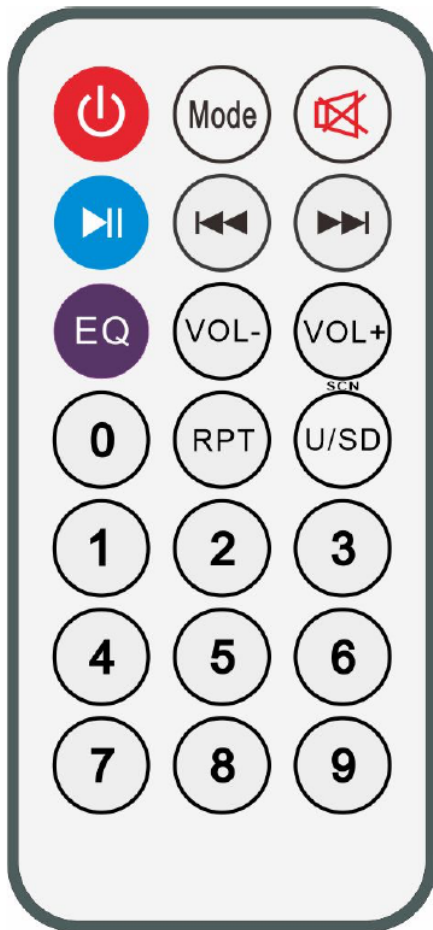 Mode
EQ VOL- VOL+
SCN
0 RPT U/SD
1 2 3
4 5 6
7 8 9